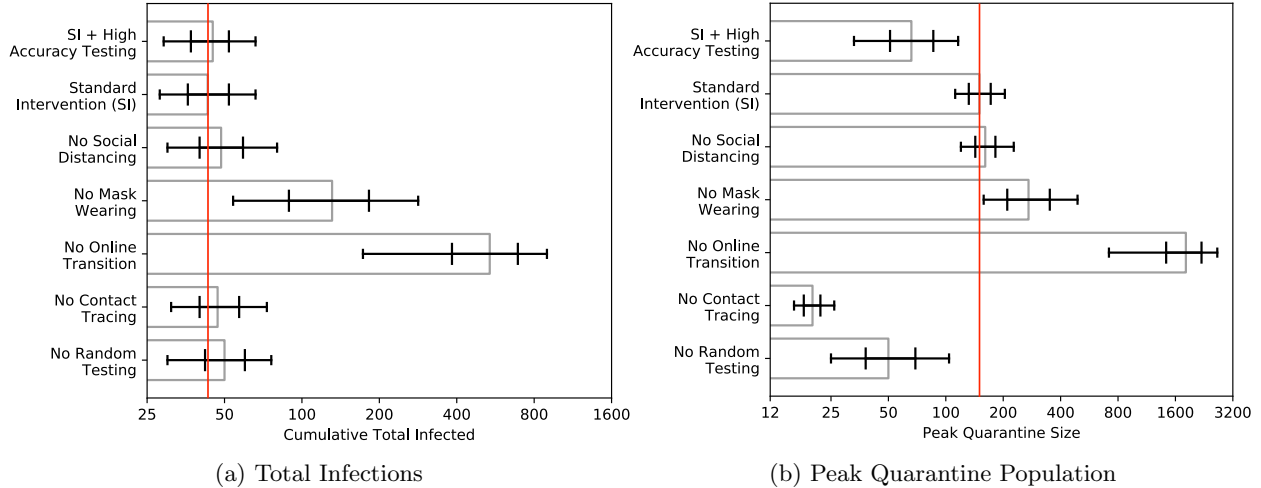 SI + High
Accuracy Testing
Standard
Intervention (SI)
No Social
Distancing
No Mask
Wearing
No Online
Transition
No Contact
Tracing
No Random
Testing
25 50 100 200 400 800 1600
Cumulative Total Infected
(a) Total Infections
SI + High
Accuracy Testing
Standard
Intervention (SI)
No Social
Distancing
No Mask
Wearing
No Online
Transition
No Contact
Tracing
No Random
Testing
12 25 50 100 200 400 800 1600 3200
Peak Quarantine Size
(b) Peak Quarantine Population